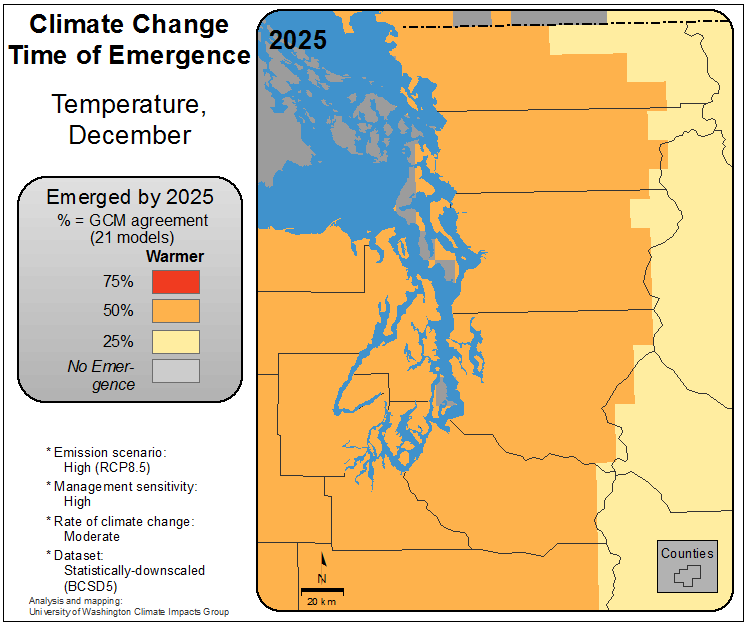 Climate Change
Time of Emergence
Temperature,
December
Emerged by 2025
% = GCM agreement
(21 models)
Warmer
75%
50%
25%
No Emer-
gence
* Emission scenario:
High (RCP8.5)
* Management sensitivity:
High
* Rate of climate change:
Moderate
* Dataset:
Statistically-downscaled
(BCSD5)
Analysis and mapping:
University of Washington Climate Impacts Group
2025
N
20 km
Counties